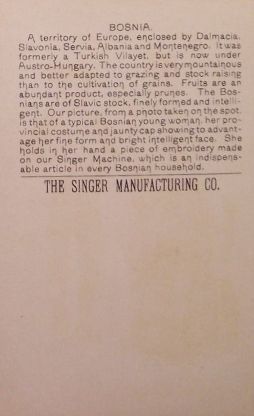 BOSNIA.
A territory of Europe, enclosed by Dalmacia,
Slavonia, Servia, Albania and Montenegro. It was
formerly a Turkish Vilayet, but is now under
Austro-Hungary. The country is very mountainous
and better adapted to grazing and stock raising
than to the cultivation of grains. Fruits are an
abundant product, especially prunes. The Bos-
nians are of Slavic stock, finely formed and intelli-
gent. Our picture, from a photo taken on the spot,
is that of a typical Bosnian young woman, her pro-
vincial costume and jaunty cap showing to advant-
age her fine form and bright intelligent face. She
holds in her hand a piece of embroidery made
on our Singer Machine, which is an indispens-
able article in every Bosnian household.
THE SINGER MANUFACTURING CO.